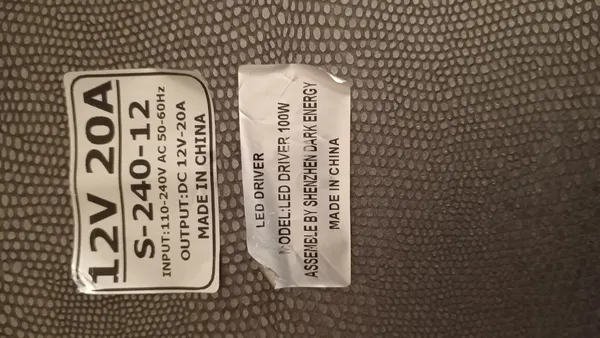 12V 20A
S-240-12
INPUT:110-240V AC 50-60Hz
OUTPUT:DC 12V-20A
MADE IN CHINA
LED DRIVER
MODEL:LED DRIVER 100W
ASSEMBLE BY SHENZHEN DARK ENERGY
MADE IN CHINA